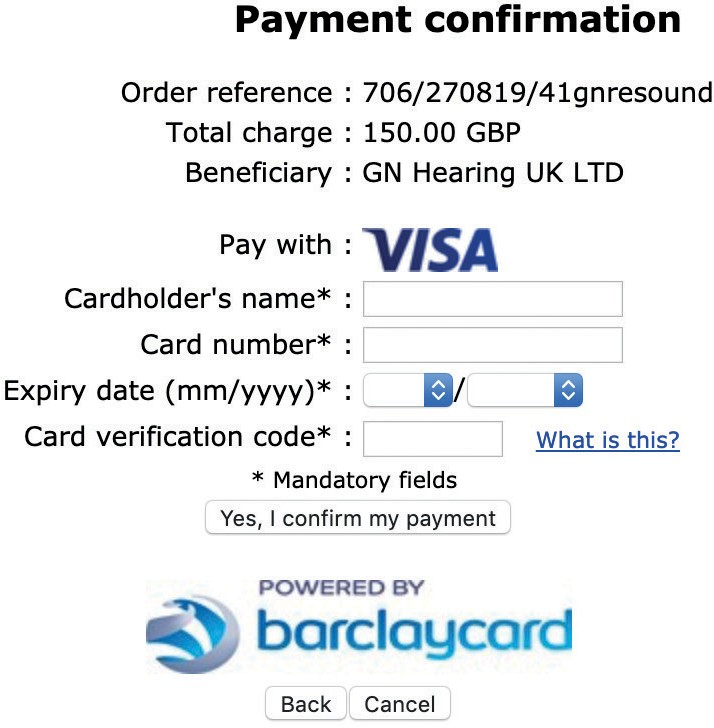 Payment confirmation
Order reference : 706/270819/41gnresound
Total charge : 150.00 GBP
Beneficiary : GN Hearing UK LTD
Pay with : VISA
Cardholder's name* :
Card number* :
Expiry date (mm/yyyy)* : /
Card verification code* : What is this?
* Mandatory fields
Yes, I confirm my payment
POWERED BY
barclaycard
Back Cancel